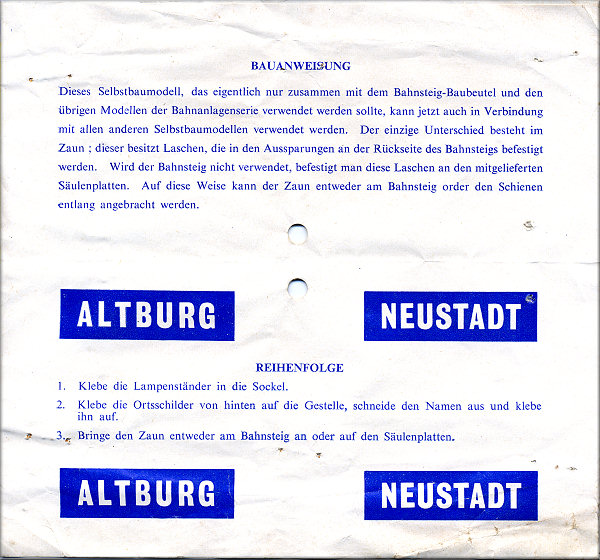 BAUANWEISUNG
Dieses Selbstbaumodell, das eigentlich nur zusammen mit dem Bahnsteig-Baubeutel und den
übrigen Modellen der Bahnanlagenserie verwendet werden sollte, kann jetzt auch in Verbindung
mit allen anderen Selbstbaumodellen verwendet werden. Der einzige Unterschied besteht im
Zaun ; dieser besitzt Laschen, die in den Aussparungen an der Rückseite des Bahnsteigs befestigt
werden. Wird der Bahnsteig nicht verwendet, befestigt man diese Laschen an den mitgelieferten
Säulenplatten. Auf diese Weise kann der Zaun entweder am Bahnsteig order den Schienen
entlang angebracht werden.
ALTBURG NEUSTADT
REIHENFOLGE
1. Klebe die Lampenständer in die Sockel.
2. Klebe die Ortsschilder von hinten auf die Gestelle, schneide den Namen aus und klebe
ihn auf.
3. Bringe den Zaun entweder am Bahnsteig an oder auf den Säulenplatten.
ALTBURG NEUSTADT